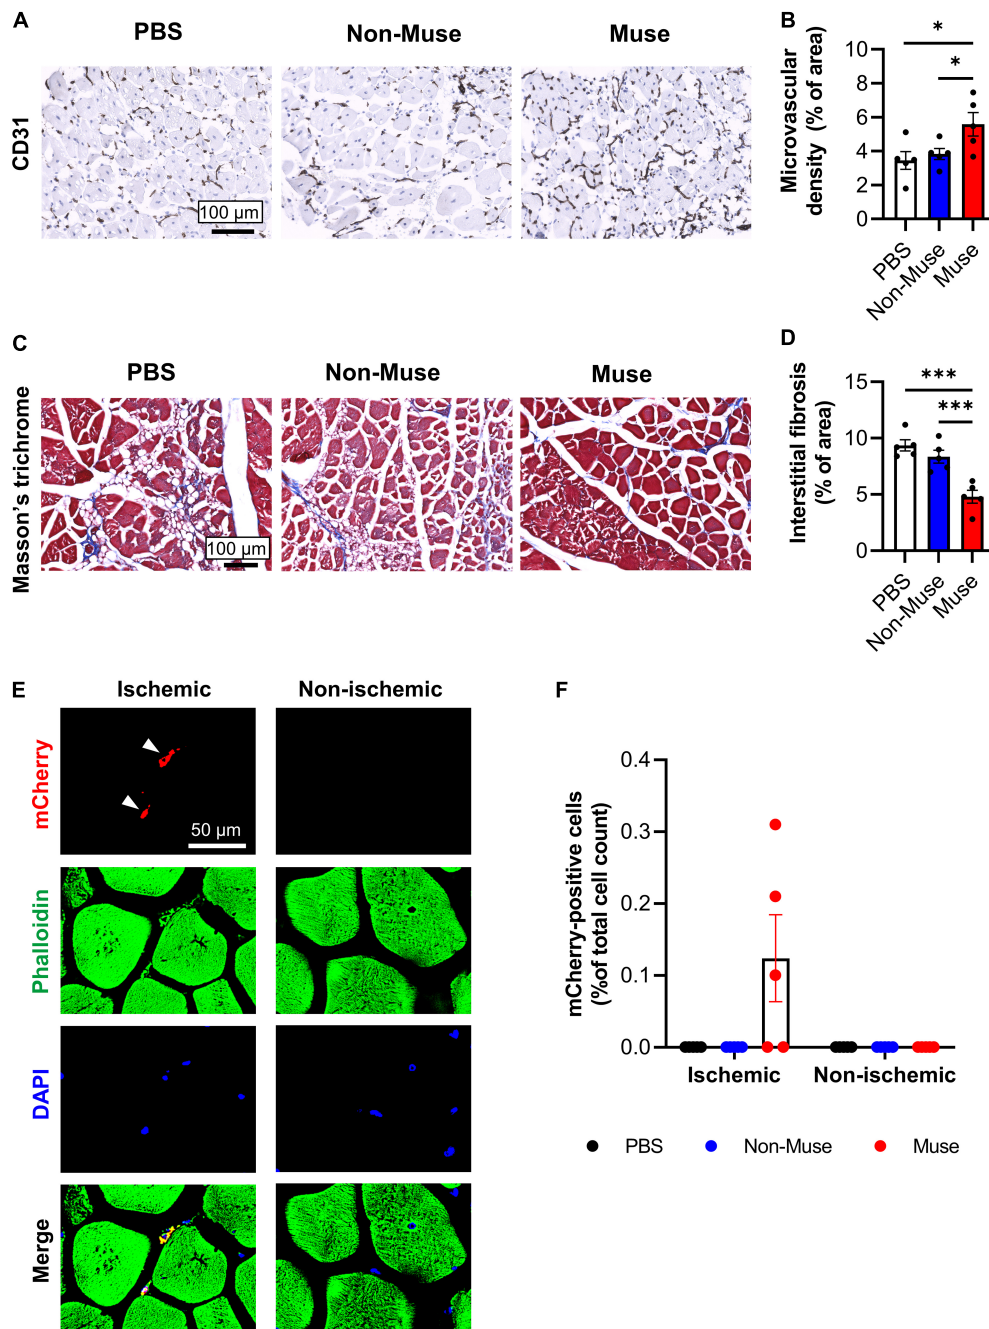 A
PBS
Non-Muse
Muse
CD31
100 µm
B
Microvascular
density (% of area)
10
8
6
4
2
0
*
*
PBS
Non-Muse
Muse
C
PBS
Non-Muse
Muse
Masson's trichrome
100 µm
D
Interstitial fibrosis
(% of area)
15
10
5
0
***
***
PBS
Non-Muse
Muse
E
Ischemic
Non-ischemic
mCherry
50 µm
Phalloidin
DAPI
Merge
F
mCherry-positive cells
(%of total cell count)
0.4
0.3
0.2
0.1
0.0
Ischemic
Non-ischemic
PBS
Non-Muse
Muse